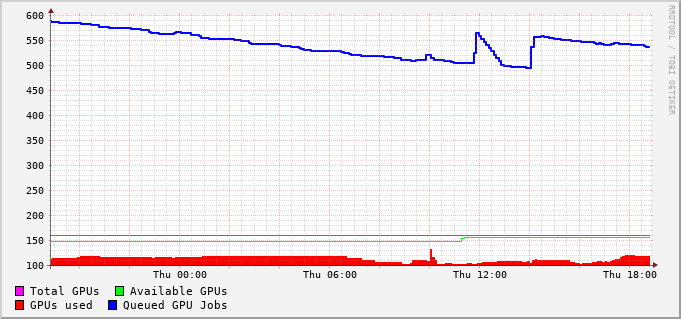 600
550
500
450
400
350
300
250
200
150
100
Thu 00:00 Thu 06:00 Thu 12:00 Thu 18:00
Total GPUs Available GPUs
GPUs used Queued GPU Jobs
RRDTOOL / TOBI OETIKER